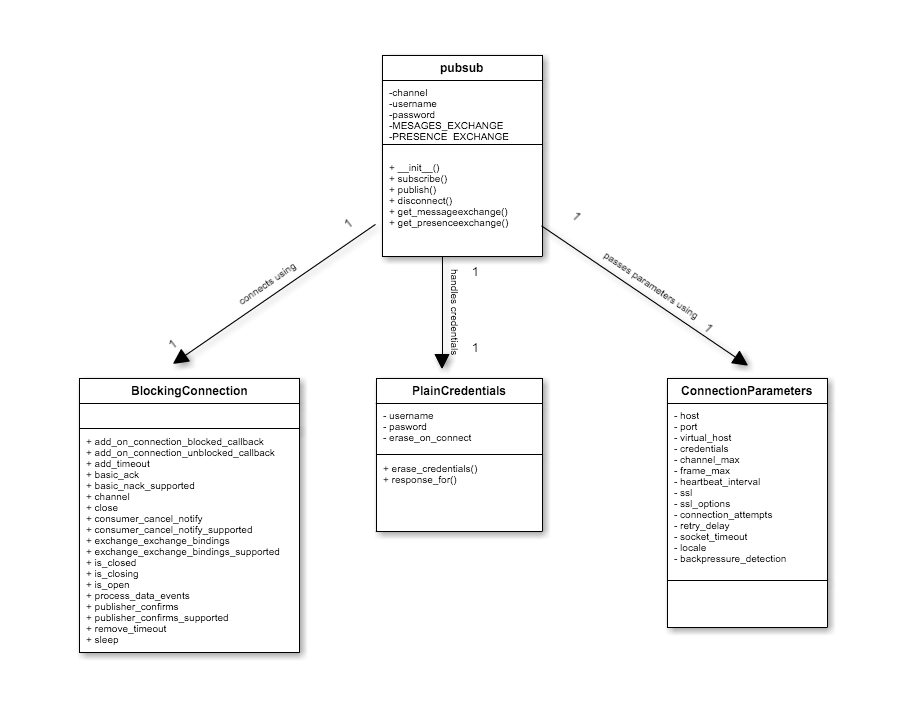 pubsub
-channel
-username
-password
-MESAGES_EXCHANGE
-PRESENCE EXCHANGE
+ __init__()
+ subscribe()
+ publish()
+ disconnect()
+ get_messageexchange()
+ get_presenceexchange()
1
connects using
1
1
handles credentials
1
1
passes parameters using
1
BlockingConnection
+ add_on_connection_blocked_callback
+ add_on_connection_unblocked_callback
+ add_timeout
+ basic_ack
+ basic_nack_supported
+ channel
+ close
+ consumer_cancel_notify
+ consumer_cancel_notify_supported
+ exchange_exchange_bindings
+ exchange_exchange_bindings_supported
+ is_closed
+ is_closing
+ is_open
+ process_data_events
+ publisher_confirms
+ publisher_confirms_supported
+ remove_timeout
+ sleep
PlainCredentials
- username
- pasword
- erase_on_connect
+ erase_credentials()
+ response_for()
ConnectionParameters
- host
- port
- virtual_host
- credentials
- channel_max
- frame_max
- heartbeat_interval
- ssl
- ssl_options
- connection_attempts
- retry_delay
- socket_timeout
- locale
- backpressure_detection